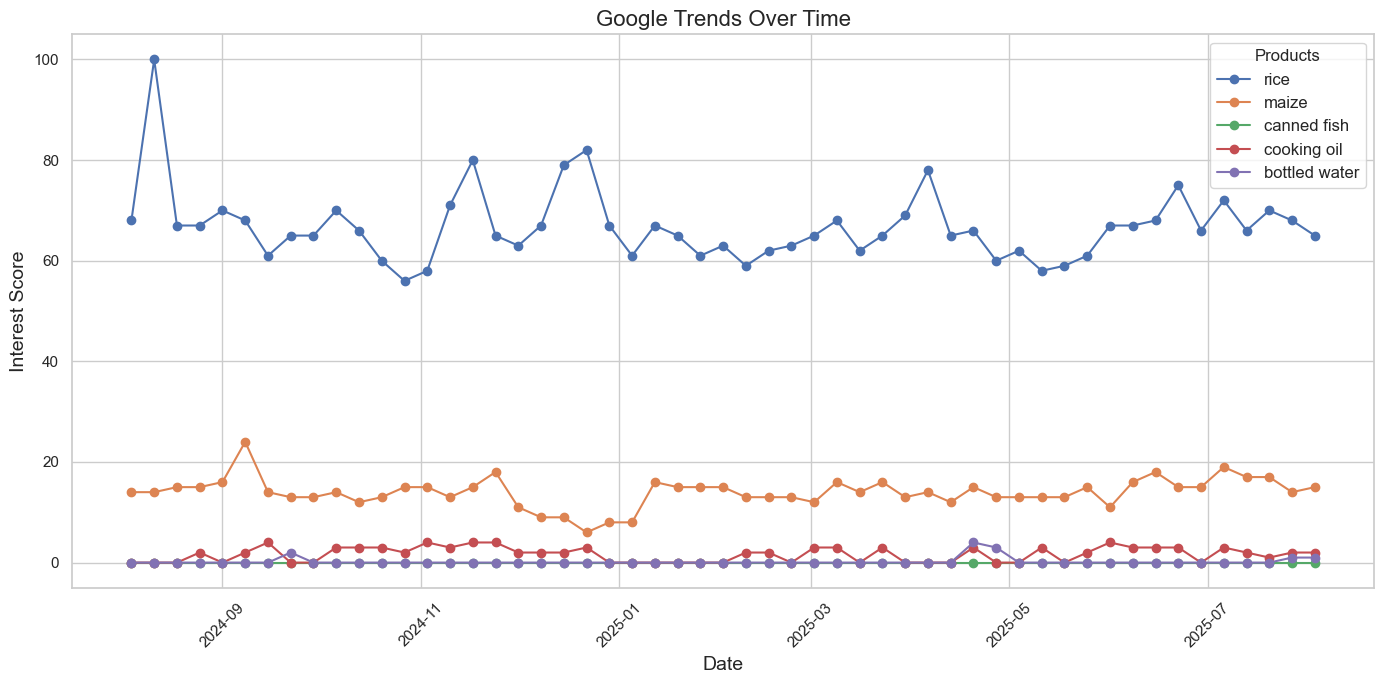 Google Trends Over Time
Interest Score
100
80
60
40
20
0
Products
rice
maize
canned fish
cooking oil
bottled water
2024-09
2024-11
2025-01
2025-03
2025-05
2025-07
Date